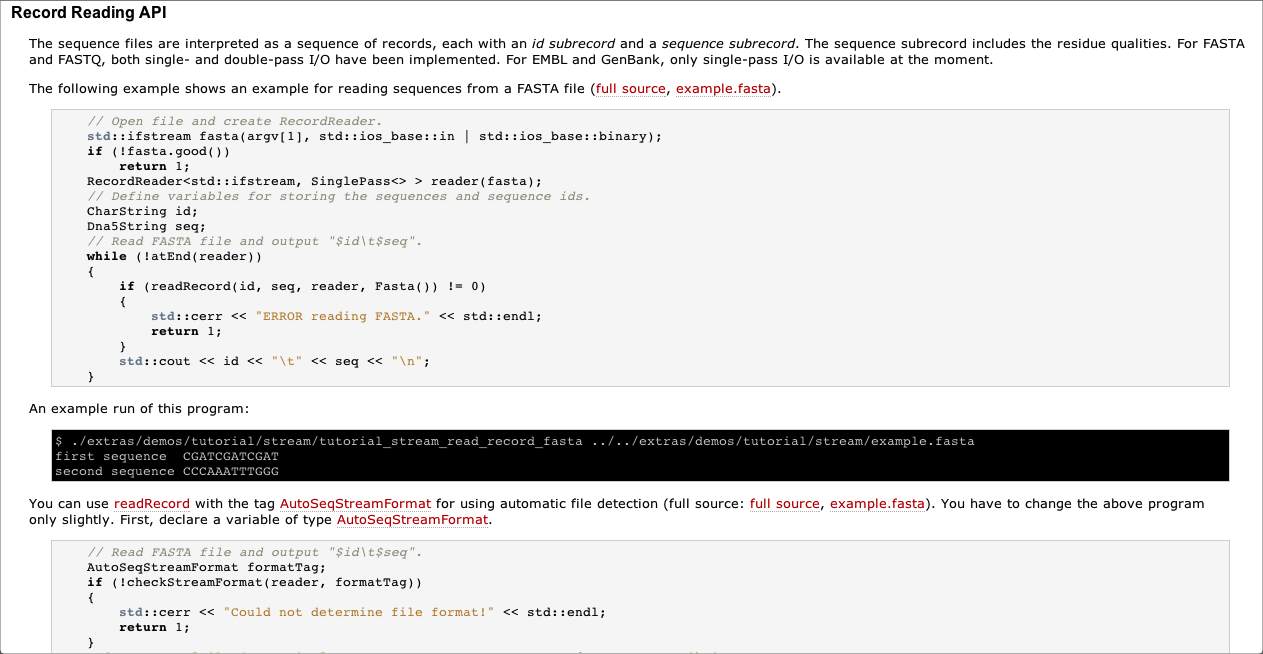 Record Reading API
The sequence files are interpreted as a sequence of records, each with an id subrecord and a sequence subrecord. The sequence subrecord includes the residue qualities. For FASTA
and FASTQ, both single- and double-pass I/O have been implemented. For EMBL and GenBank, only single-pass I/O is available at the moment.
The following example shows an example for reading sequences from a FASTA file (full source, example.fasta).
// Open file and create RecordReader.
std::ifstream fasta(argv[1], std::ios_base::in | std::ios_base::binary);
if (!fasta.good())
    return 1;
RecordReader<std::ifstream, SinglePass<> > reader(fasta);
// Define variables for storing the sequences and sequence ids.
CharString id;
Dna5String seq;
// Read FASTA file and output "$id\t$seq".
while (!atEnd(reader))
{
    if (readRecord(id, seq, reader, Fasta()) != 0)
    {
        std::cerr << "ERROR reading FASTA." << std::endl;
        return 1;
    }
    std::cout << id << "\t" << seq << "\n";
}
An example run of this program:
$ ./extras/demos/tutorial/stream/tutorial_stream_read_record_fasta ../../extras/demos/tutorial/stream/example.fasta
first sequence  CGATCGATCGAT
second sequence CCCAAATTTGGG
You can use readRecord with the tag AutoSeqStreamFormat for using automatic file detection (full source: full source, example.fasta). You have to change the above program
only slightly. First, declare a variable of type AutoSeqStreamFormat.
// Read FASTA file and output "$id\t$seq".
AutoSeqStreamFormat formatTag;
if (!checkStreamFormat(reader, formatTag))
{
    std::cerr << "Could not determine file format!" << std::endl;
    return 1;
}